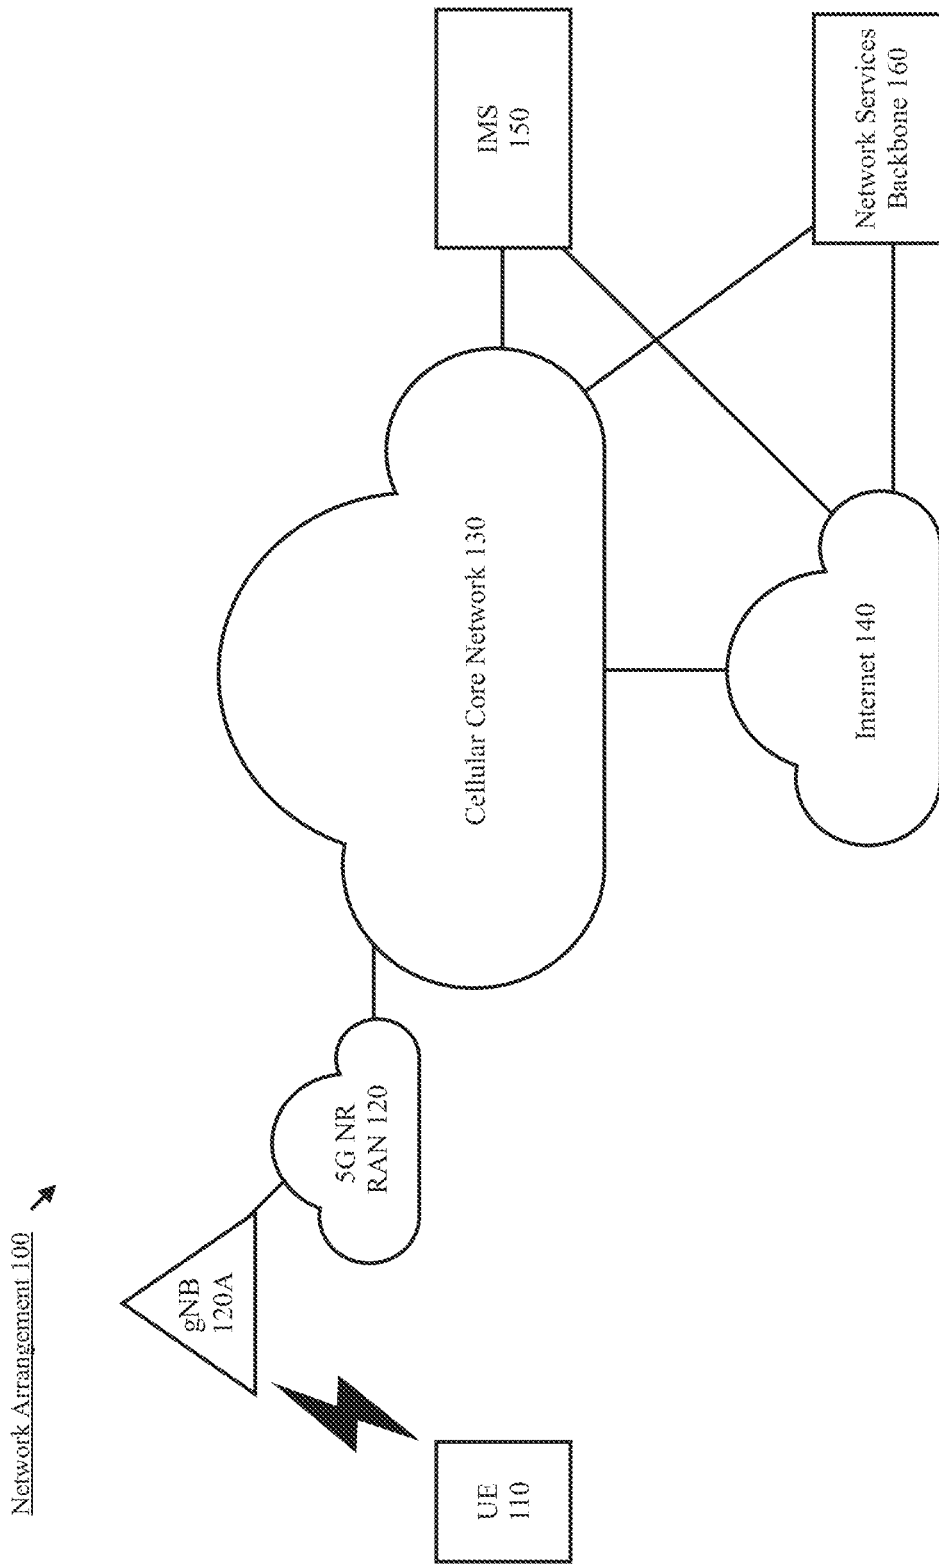 Network Arrangement 100
gNB
120A
UE
110
5G NR
RAN 120
Cellular Core Network 130
IMS
150
Internet 140
Network Services
Backbone 160